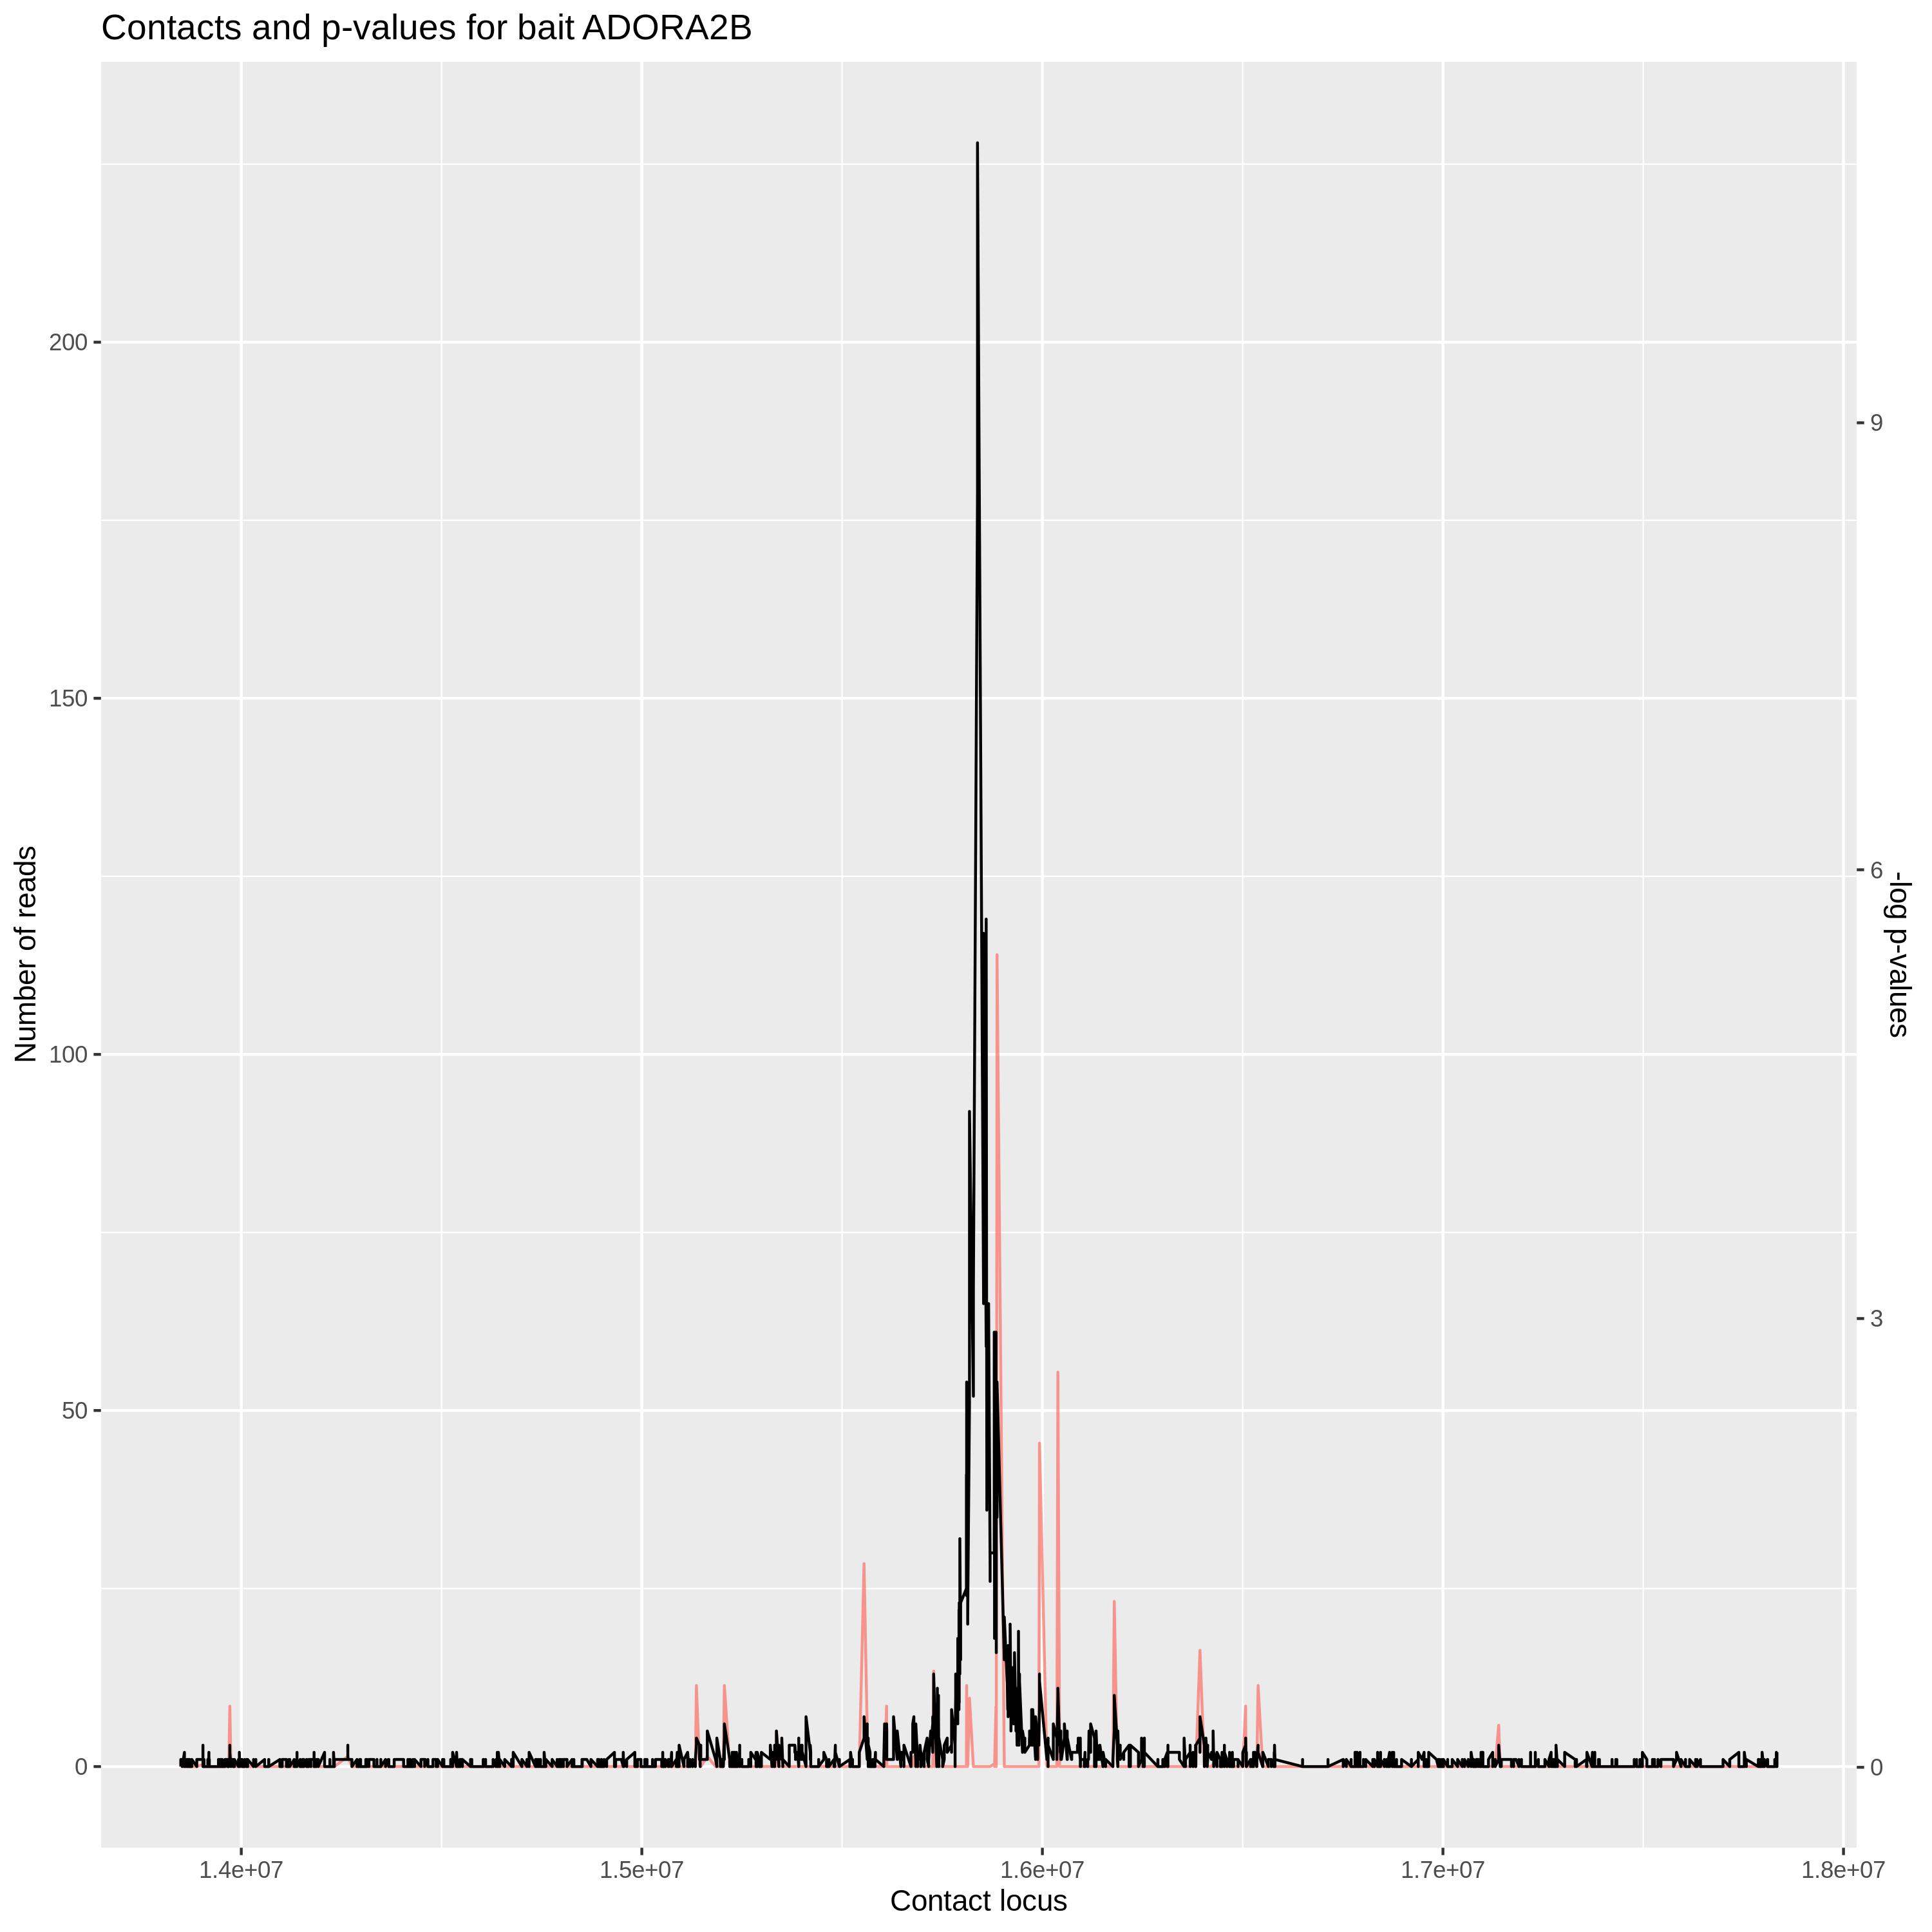 Contacts and p-values for bait ADORA2B
Number of reads
200
150
100
50
0
9
6
3
0
-log p-values
1.4e+07
1.5e+07
1.6e+07
1.7e+07
1.8e+07
Contact locus